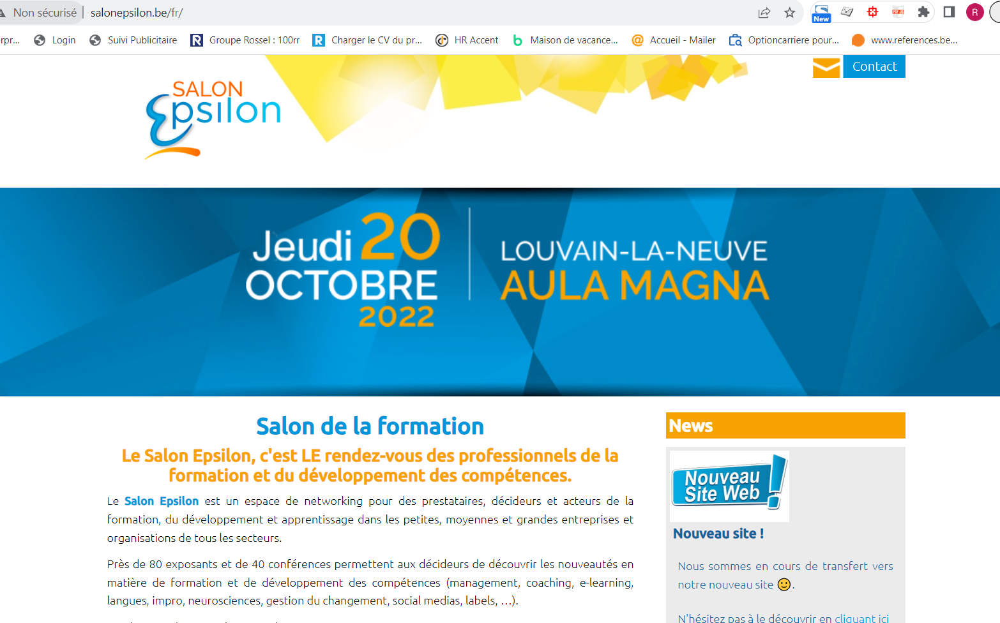 Non sécurisé | salonepsilon.be/fr/
New
PDF JS
R
rpr... Login Suivi Publicitaire R Groupe Rossel : 100rr R Charger le CV du pr... HR Accent b Maison de vacance... Accueil - Mailer Optioncarriere pour... www.references.be...
Contact
SALON
Epsilon
Jeudi 20
OCTOBRE
2022
LOUVAIN-LA-NEUVE
AULA MAGNA
Salon de la formation
Le Salon Epsilon, c'est LE rendez-vous des professionnels de la
formation et du développement des compétences.
Le Salon Epsilon est un espace de networking pour des prestataires, décideurs et acteurs de la
formation, du développement et apprentissage dans les petites, moyennes et grandes entreprises et
organisations de tous les secteurs.
Près de 80 exposants et de 40 conférences permettent aux décideurs de découvrir les nouveautés en
matière de formation et de développement des compétences (management, coaching, e-learning,
langues, impro, neurosciences, gestion du changement, social medias, labels, ...).
News
Nouveau
Site Web !
Nouveau site !
Nous sommes en cours de transfert vers
notre nouveau site 🙂.
N'hésitez pas à le découvrir en cliquant ici